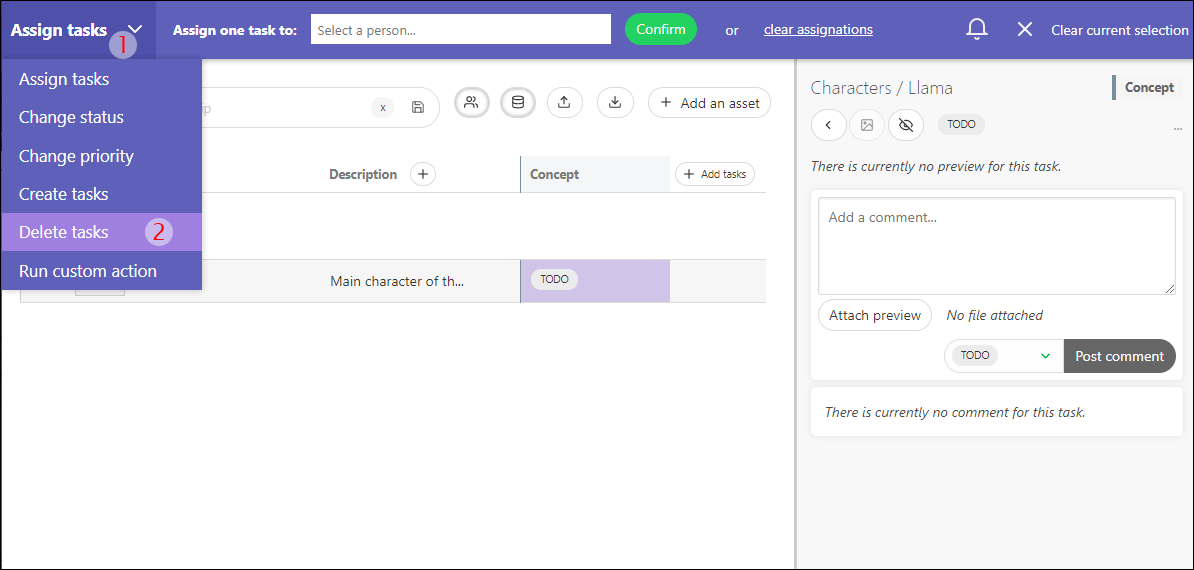 Assign tasks
1
Assign one task to:
Select a person...
Confirm
or
clear assignations
Clear current selection
Assign tasks
Change status
Change priority
Create tasks
Delete tasks
2
Run custom action
x
Add an asset
Description
Concept
Add tasks
Main character of th...
TODO
Characters / Llama
Concept
TODO
...
There is currently no preview for this task.
Add a comment...
Attach preview
No file attached
TODO
Post comment
There is currently no comment for this task.